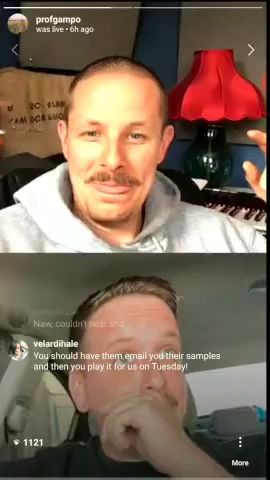 profgampo
was live • 6h ago
Naw, couldn't hear shit
velardihale
You should have them email you their samples
and then you play it for us on Tuesday!
1121
More